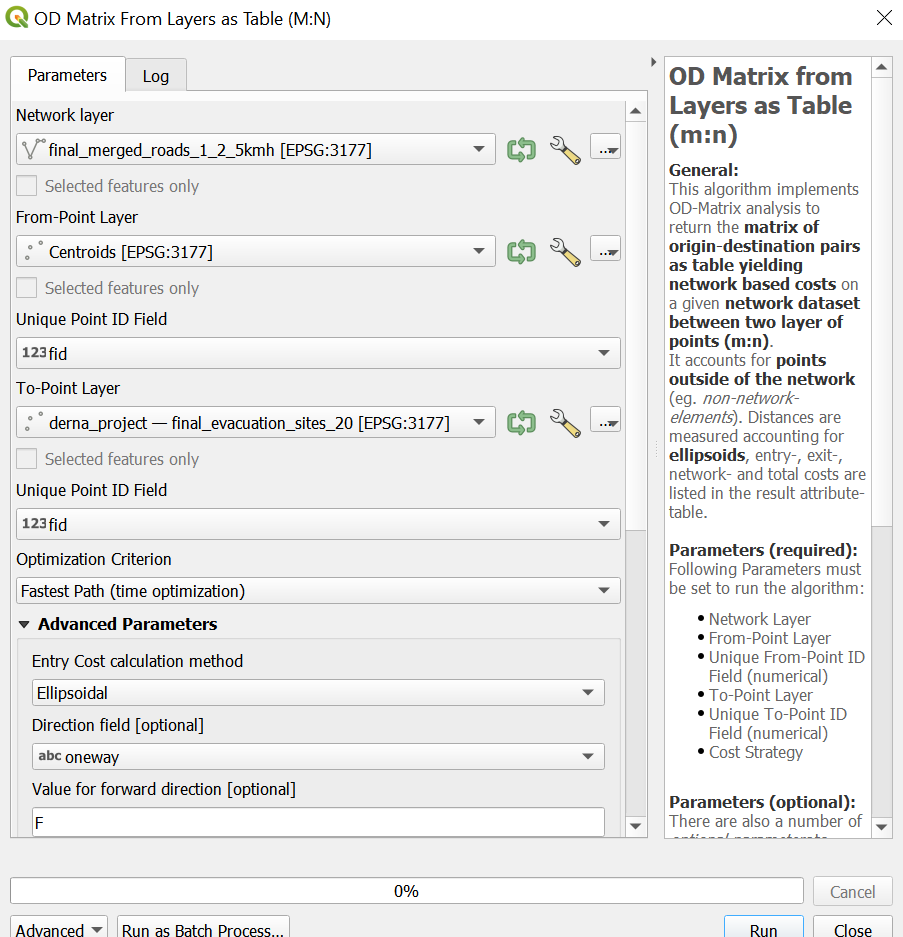 OD Matrix From Layers as Table (M:N)
Parameters
Log
Network layer
final_merged_roads_1_2_5kmh [EPSG:3177]
...
Selected features only
From-Point Layer
Centroids [EPSG:3177]
...
Selected features only
Unique Point ID Field
123 fid
To-Point Layer
derna_project — final_evacuation_sites_20 [EPSG:3177]
...
Selected features only
Unique Point ID Field
123 fid
Optimization Criterion
Fastest Path (time optimization)
Advanced Parameters
Entry Cost calculation method
Ellipsoidal
Direction field [optional]
abc oneway
Value for forward direction [optional]
F
OD Matrix from
Layers as Table
(m:n)
General:
This algorithm implements
OD-Matrix analysis to
return the matrix of
origin-destination pairs
as table yielding
network based costs on
a given network dataset
between two layer of
points (m:n).
It accounts for points
outside of the network
(eg. non-network-
elements). Distances are
measured accounting for
ellipsoids, entry-, exit-,
network- and total costs are
listed in the result attribute-
table.
Parameters (required):
Following Parameters must
be set to run the algorithm:
• Network Layer
• From-Point Layer
• Unique From-Point ID
Field (numerical)
• To-Point Layer
• Unique To-Point ID
Field (numerical)
• Cost Strategy
Parameters (optional):
There are also a number of
0%
Cancel
Advanced
Run as Batch Process...
Run
Close